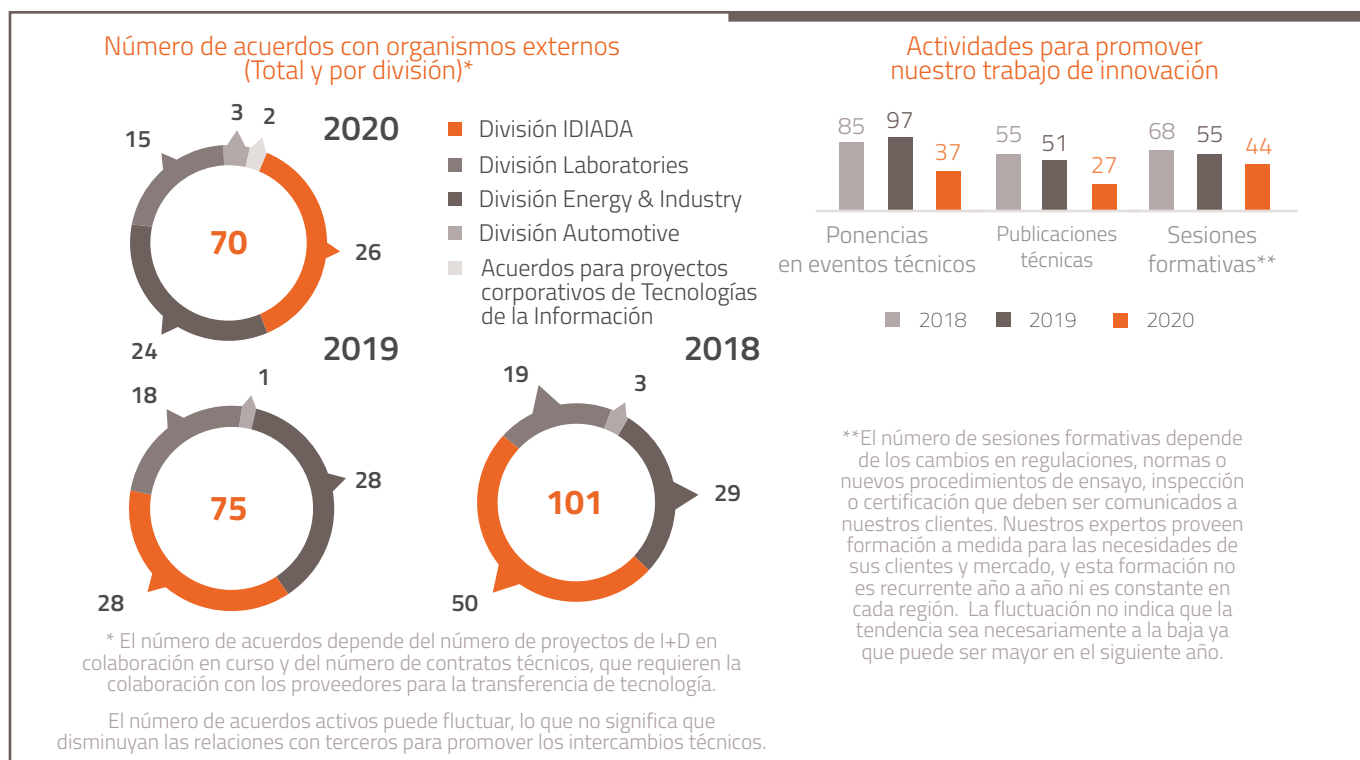 Número de acuerdos con organismos externos
(Total y por división)*
2020
3
2
15
70
26
24
División IDIADA
División Laboratories
División Energy & Industry
División Automotive
Acuerdos para proyectos
corporativos de Tecnologías
de la Información
2019
1
18
75
28
28
2018
19
3
101
29
50
* El número de acuerdos depende del número de proyectos de I+D en
colaboración en curso y del número de contratos técnicos, que requieren la
colaboración con los proveedores para la transferencia de tecnología.
El número de acuerdos activos puede fluctuar, lo que no significa que
disminuyan las relaciones con terceros para promover los intercambios técnicos.
Actividades para promover
nuestro trabajo de innovación
85
97
37
55
51
27
68
55
44
Ponencias
en eventos técnicos
Publicaciones
técnicas
Sesiones
formativas**
2018
2019
2020
**El número de sesiones formativas depende
de los cambios en regulaciones, normas o
nuevos procedimientos de ensayo, inspección
o certificación que deben ser comunicados a
nuestros clientes. Nuestros expertos proveen
formación a medida para las necesidades de
sus clientes y mercado, y esta formación no
es recurrente año a año ni es constante en
cada región. La fluctuación no indica que la
tendencia sea necesariamente a la baja ya
que puede ser mayor en el siguiente año.